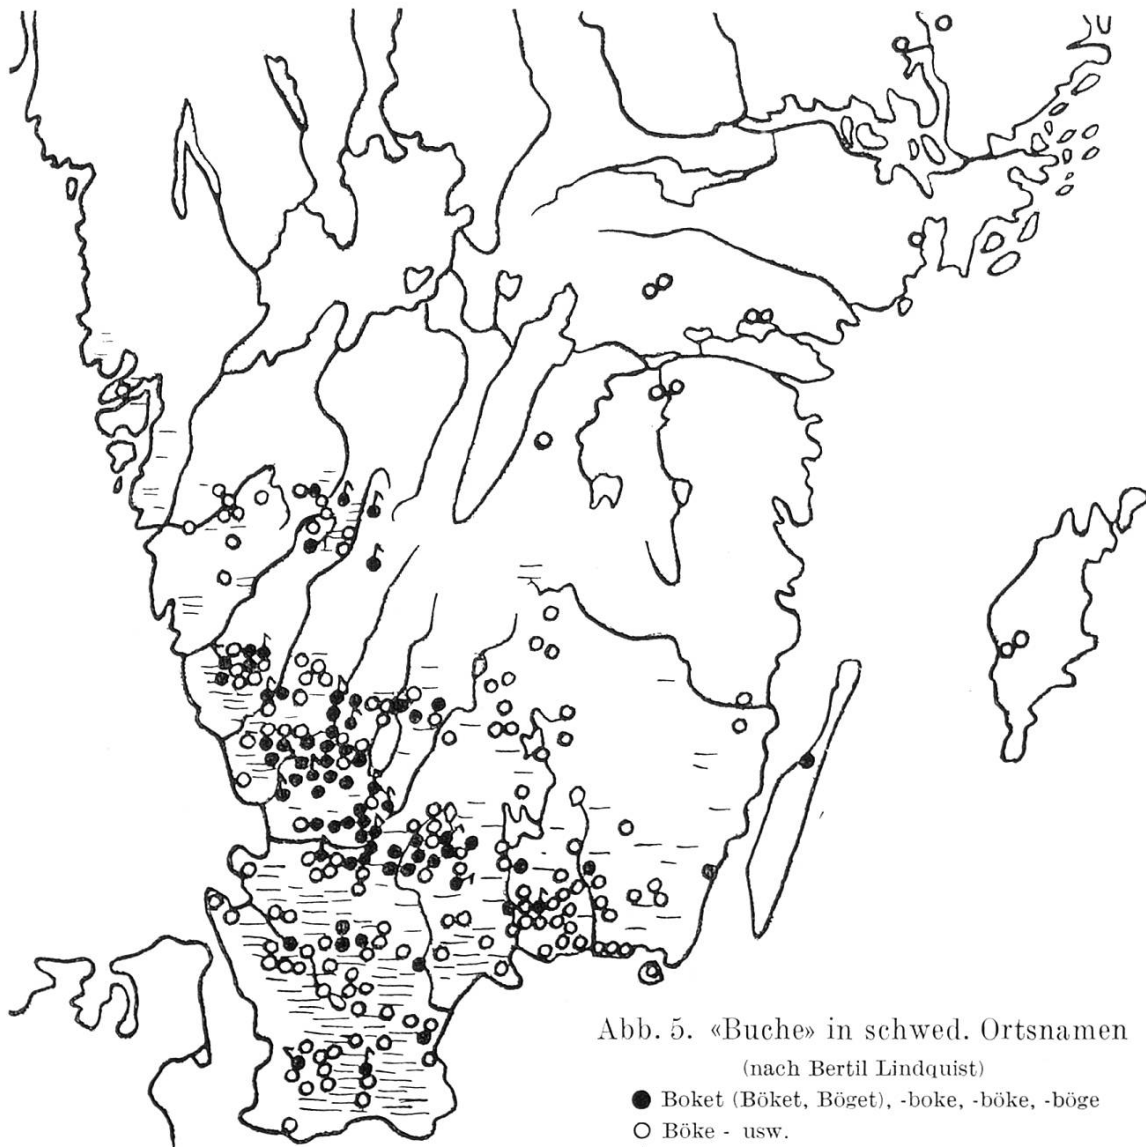 Abb. 5. «Buche» in schwed. Ortsnamen
(nach Bertil Lindquist)
● Boket (Böket, Böget), -boke, -böke, -böge
○ Böke - usw.